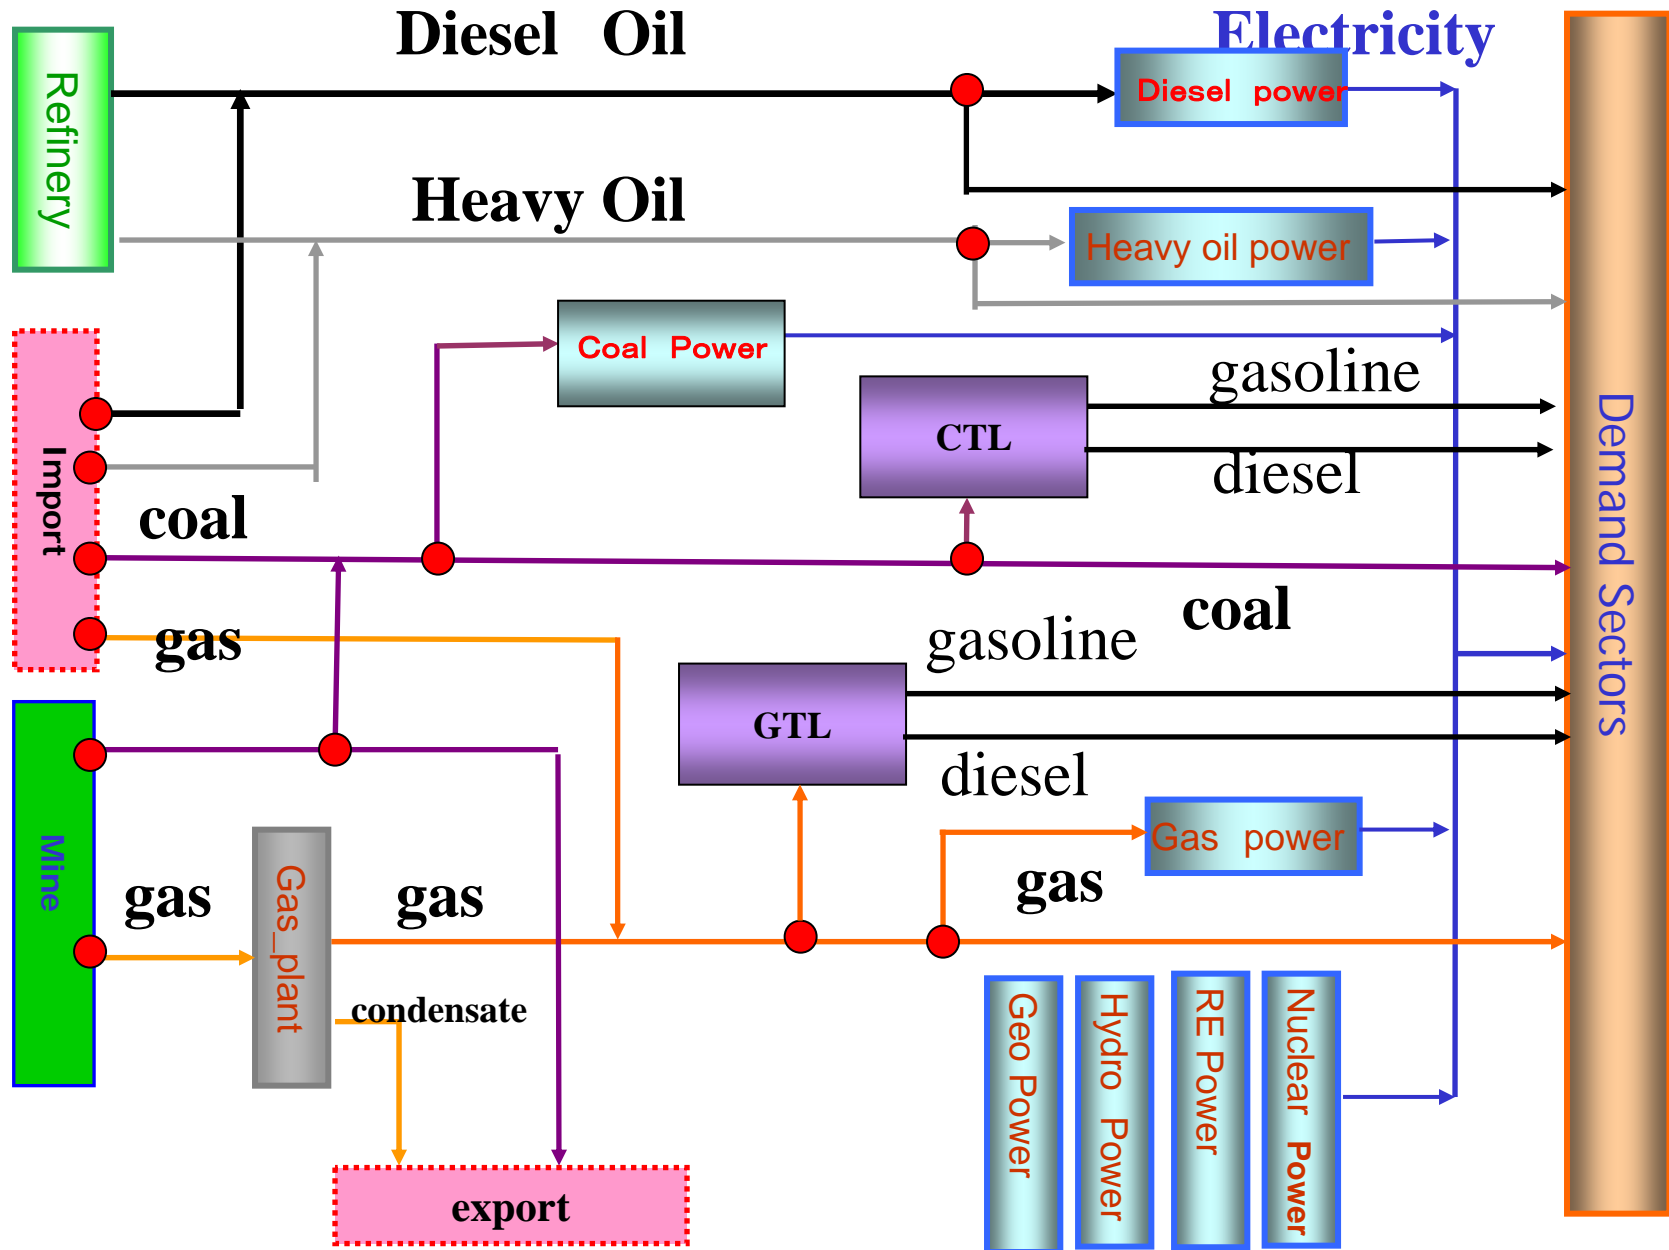 Diesel Oil
Electricity
Refinery
Diesel power
Heavy Oil
Heavy oil power
Coal Power
gasoline
CTL
diesel
Import
coal
Demand Sectors
coal
gas
gasoline
GTL
diesel
Mine
Gas power
gas
gas
gas
Gas_plant
condensate
Geo Power
Hydro Power
RE Power
Nuclear Power
export